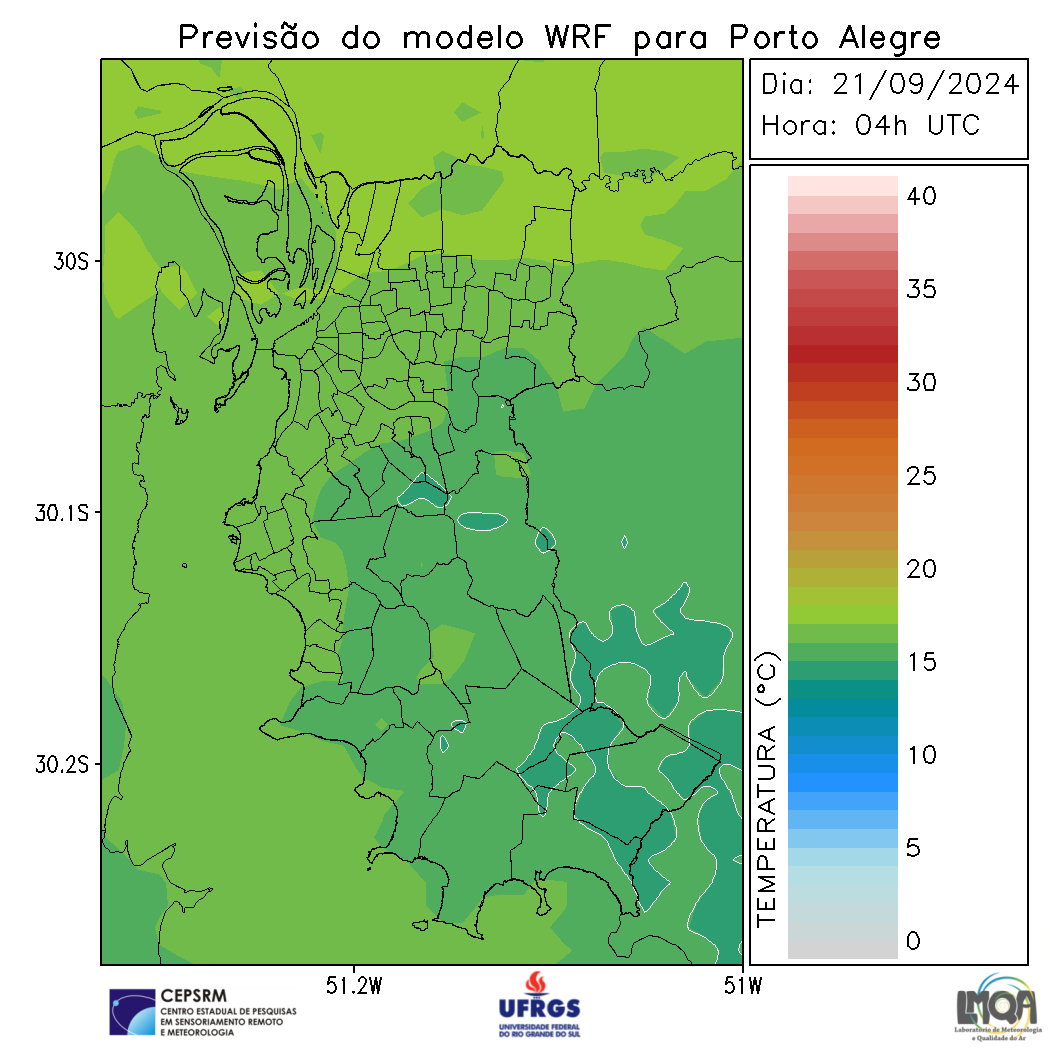 Previsão do modelo WRF para Porto Alegre
Dia: 21/09/2024
Hora: 04h UTC
40
35
30
25
20
15
10
5
0
TEMPERATURA (°C)
30S
30.1S
30.2S
51.2W
51W
CEPSRM
CENTRO ESTADUAL DE PESQUISAS
EM SENSORIAMENTO REMOTO
E METEOROLOGIA
UFRGS
UNIVERSIDADE FEDERAL
DO RIO GRANDE DO SUL
LMQA
Laboratório de Meteorologia
e Qualidade do Ar